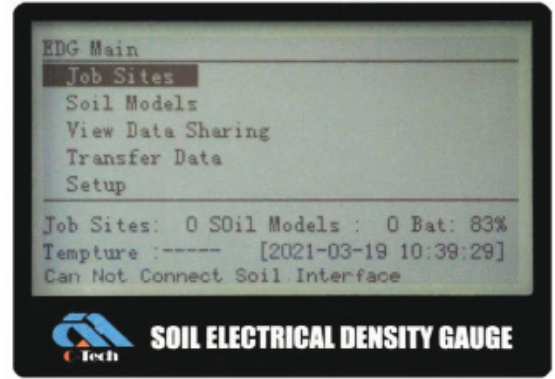 EDG Main
Job Sites
Soil Models
View Data Sharing
Transfer Data
Setup
Job Sites: 0 SOil Models : 0 Bat: 83%
Tempture :----- [2021-03-19 10:39:29]
Can Not Connect Soil Interface
C-Tech
SOIL ELECTRICAL DENSITY GAUGE